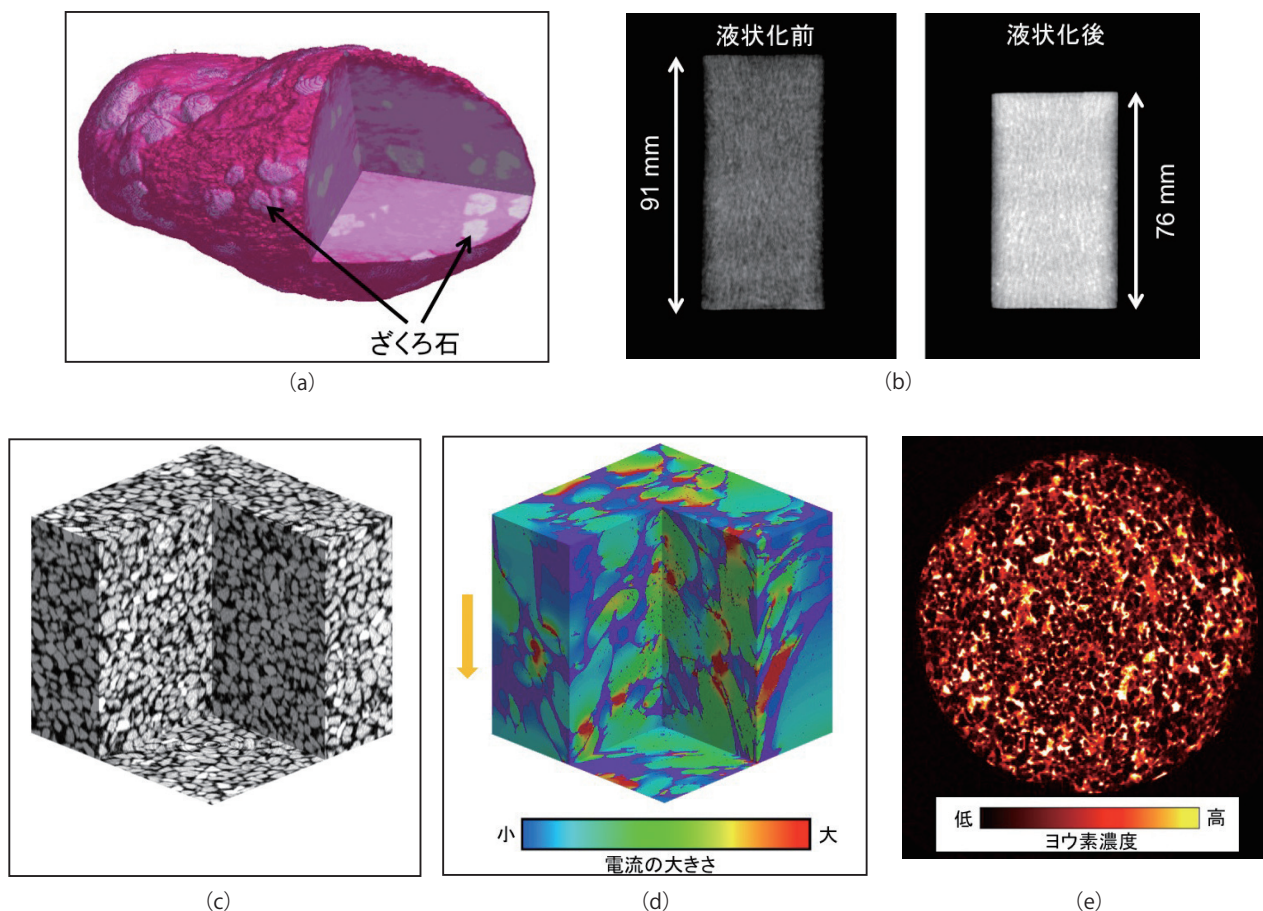 ざくろ石
(a)
液状化前
液状化後
91 mm
76 mm
(b)
(c)
小
大
電流の大きさ
(d)
低
高
ヨウ素濃度
(e)